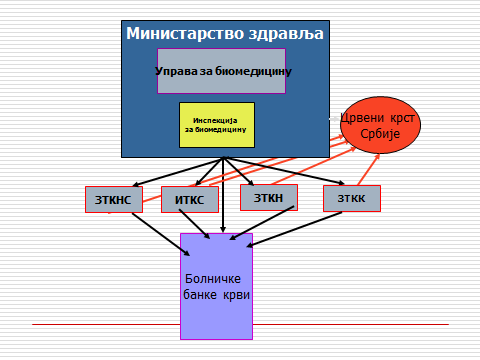 Министарство здравља
Управа за биомедицину
Инспекција
за биомедицину
Црвени крст
Србије
ЗТКНС
ИТКС
ЗТКН
ЗТКК
Болничке
банке крви